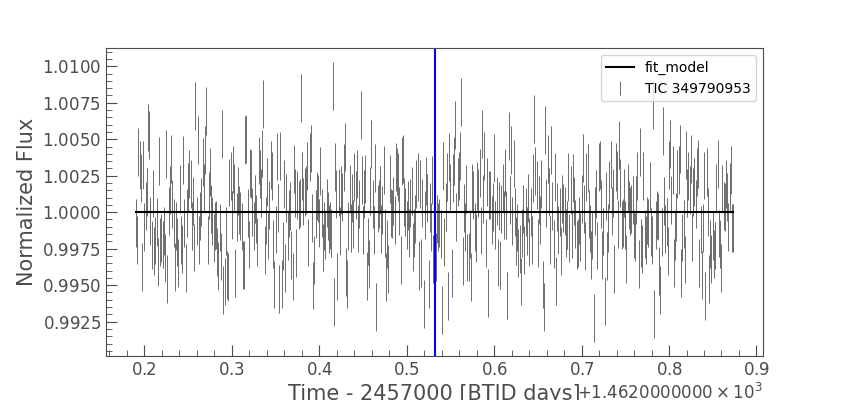 1.0100
1.0075
1.0050
1.0025
1.0000
0.9975
0.9950
0.9925
Normalized Flux
fit_model
TIC 349790953
0.2 0.3 0.4 0.5 0.6 0.7 0.8 0.9
Time - 2457000 [BTJD days]
+1.4620000000 × 10³